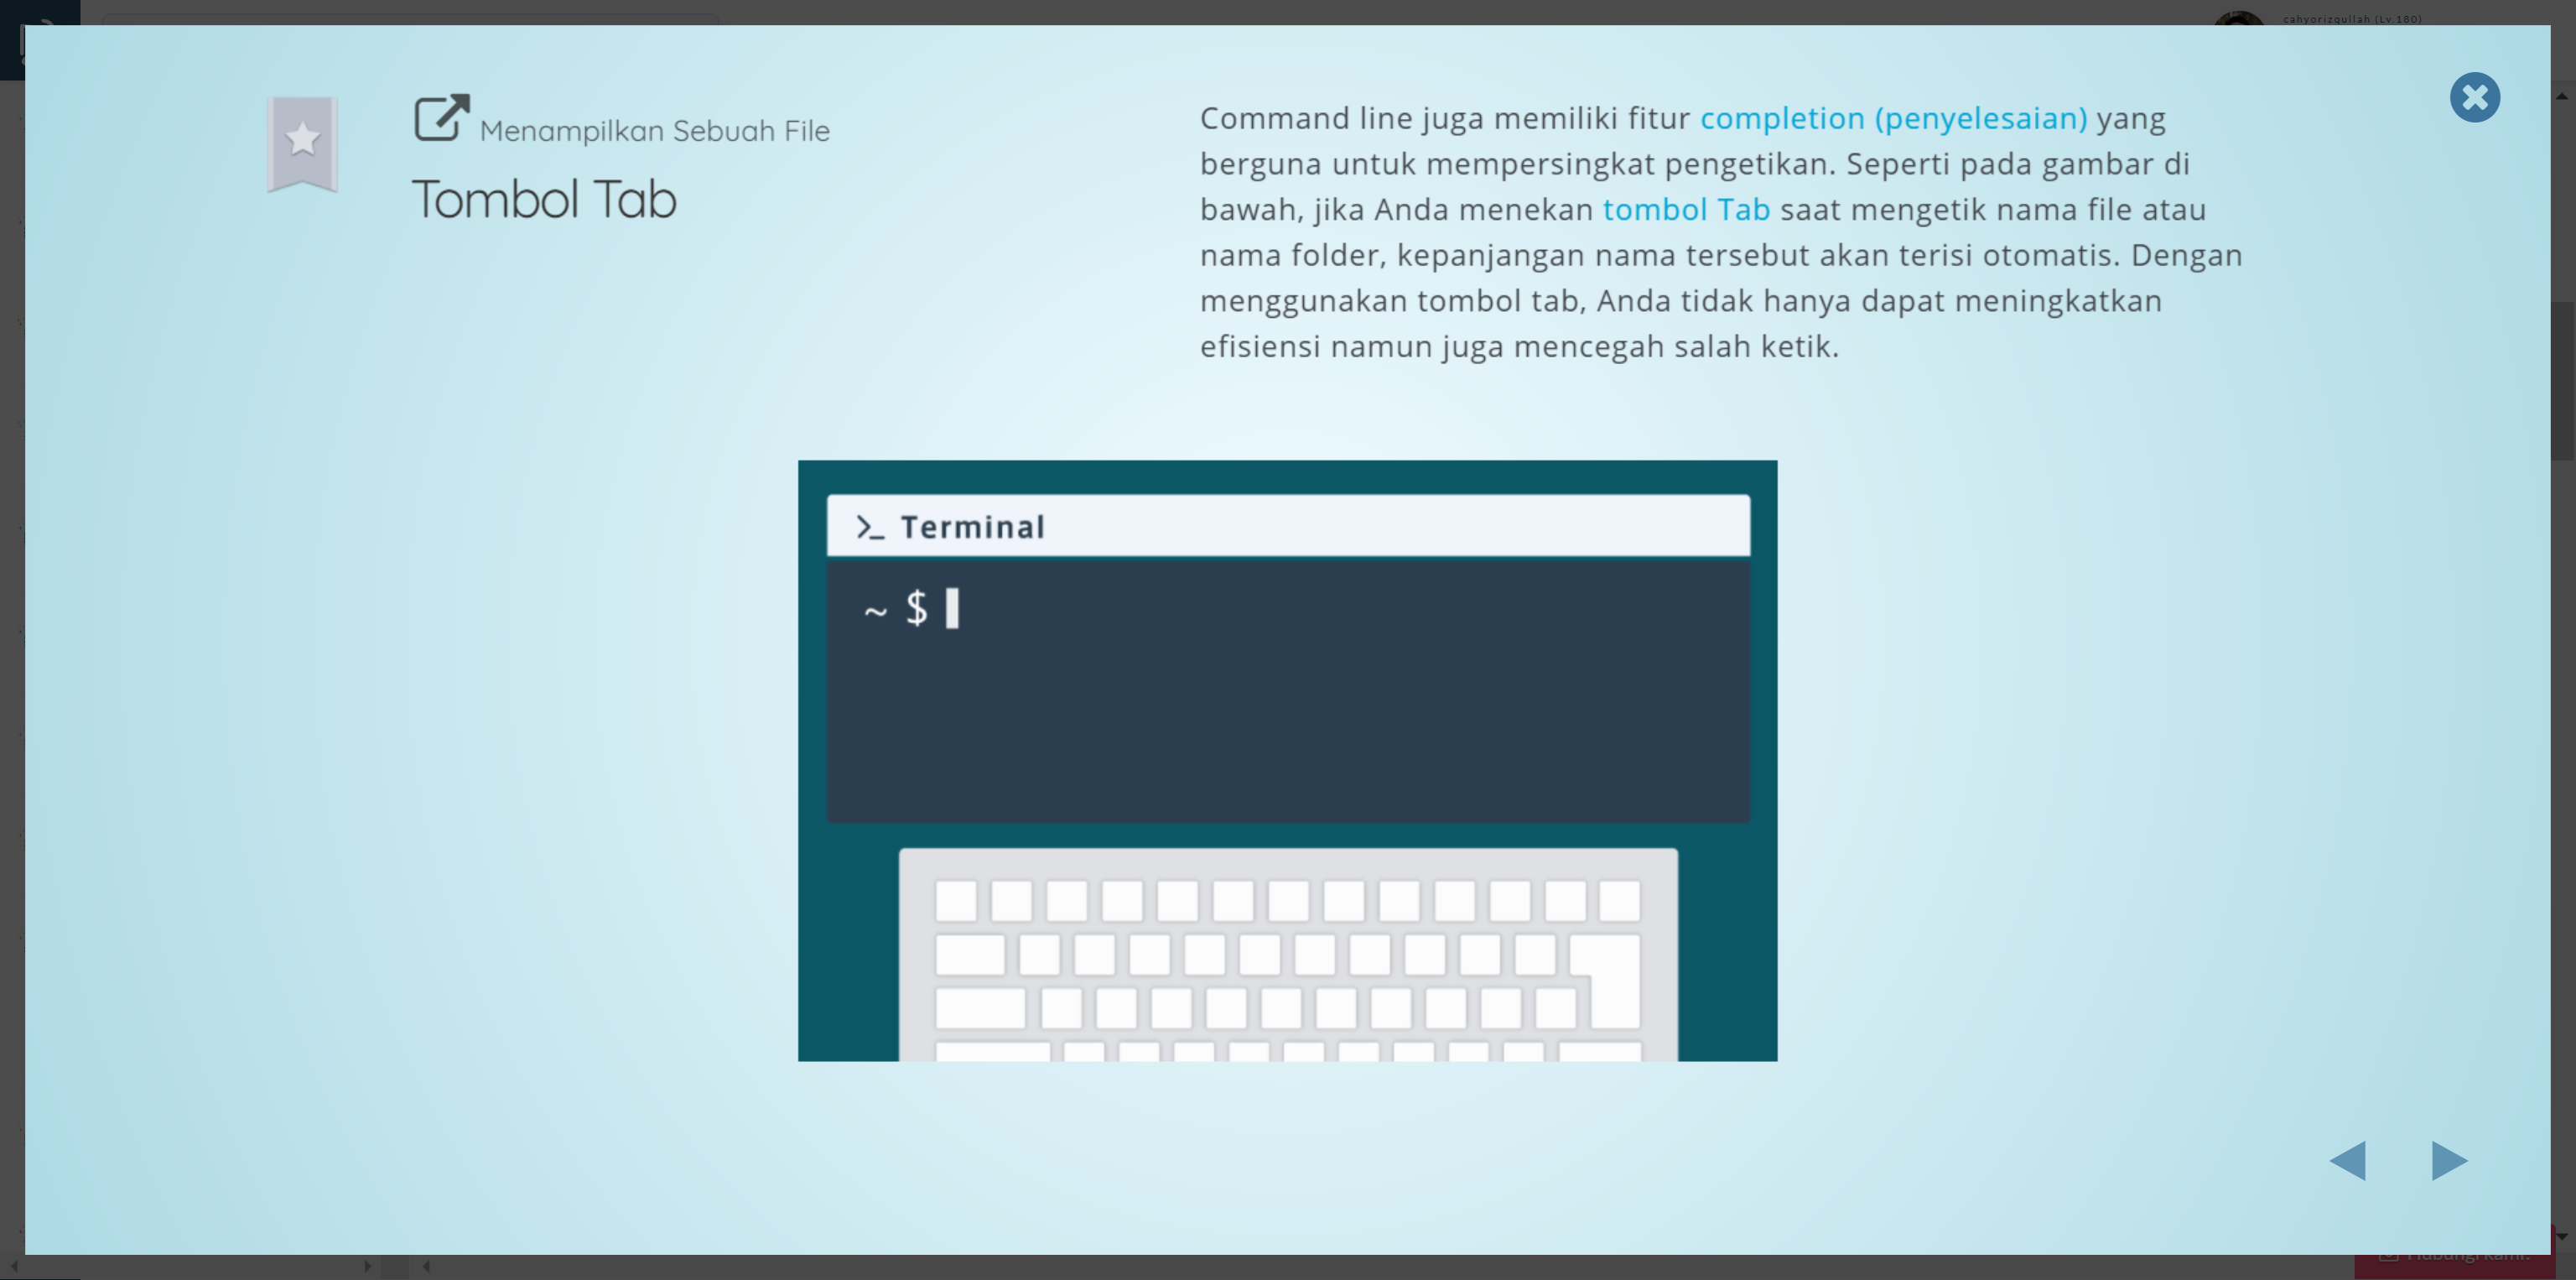 cahyorizqullah (Lv.180)
Menampilkan Sebuah File
Tombol Tab
Command line juga memiliki fitur completion (penyelesaian) yang
berguna untuk mempersingkat pengetikan. Seperti pada gambar di
bawah, jika Anda menekan tombol Tab saat mengetik nama file atau
nama folder, kepanjangan nama tersebut akan terisi otomatis. Dengan
menggunakan tombol tab, Anda tidak hanya dapat meningkatkan
efisiensi namun juga mencegah salah ketik.
>_ Terminal
~ $
Hubungi kami!